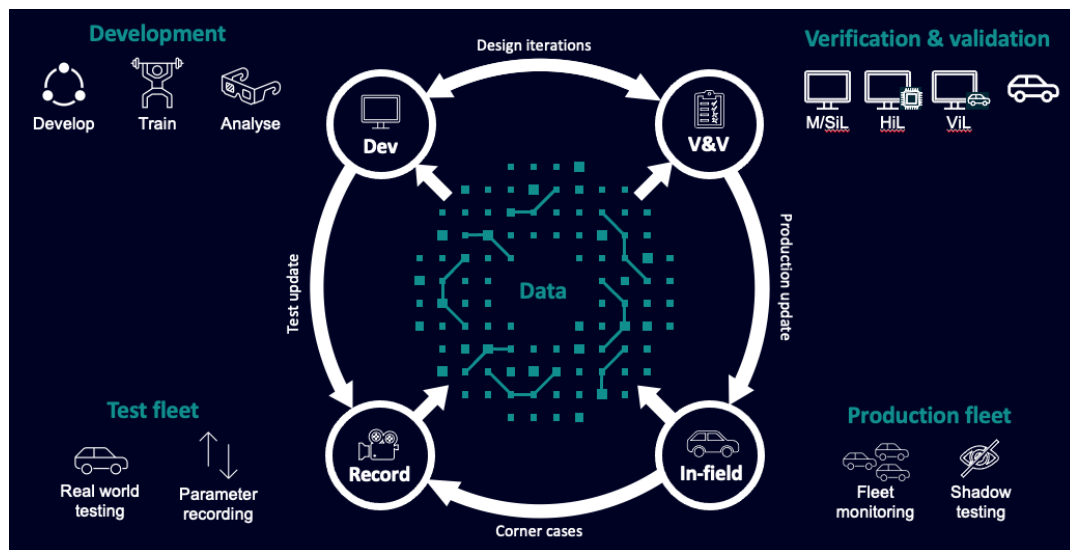 Development
Develop
Train
Analyse
Design iterations
Verification & validation
M/SiL
HiL
ViL
Dev
V&V
Test update
Data
Production update
Test fleet
Real world
testing
Parameter
recording
Record
In-field
Corner cases
Production fleet
Fleet
monitoring
Shadow
testing